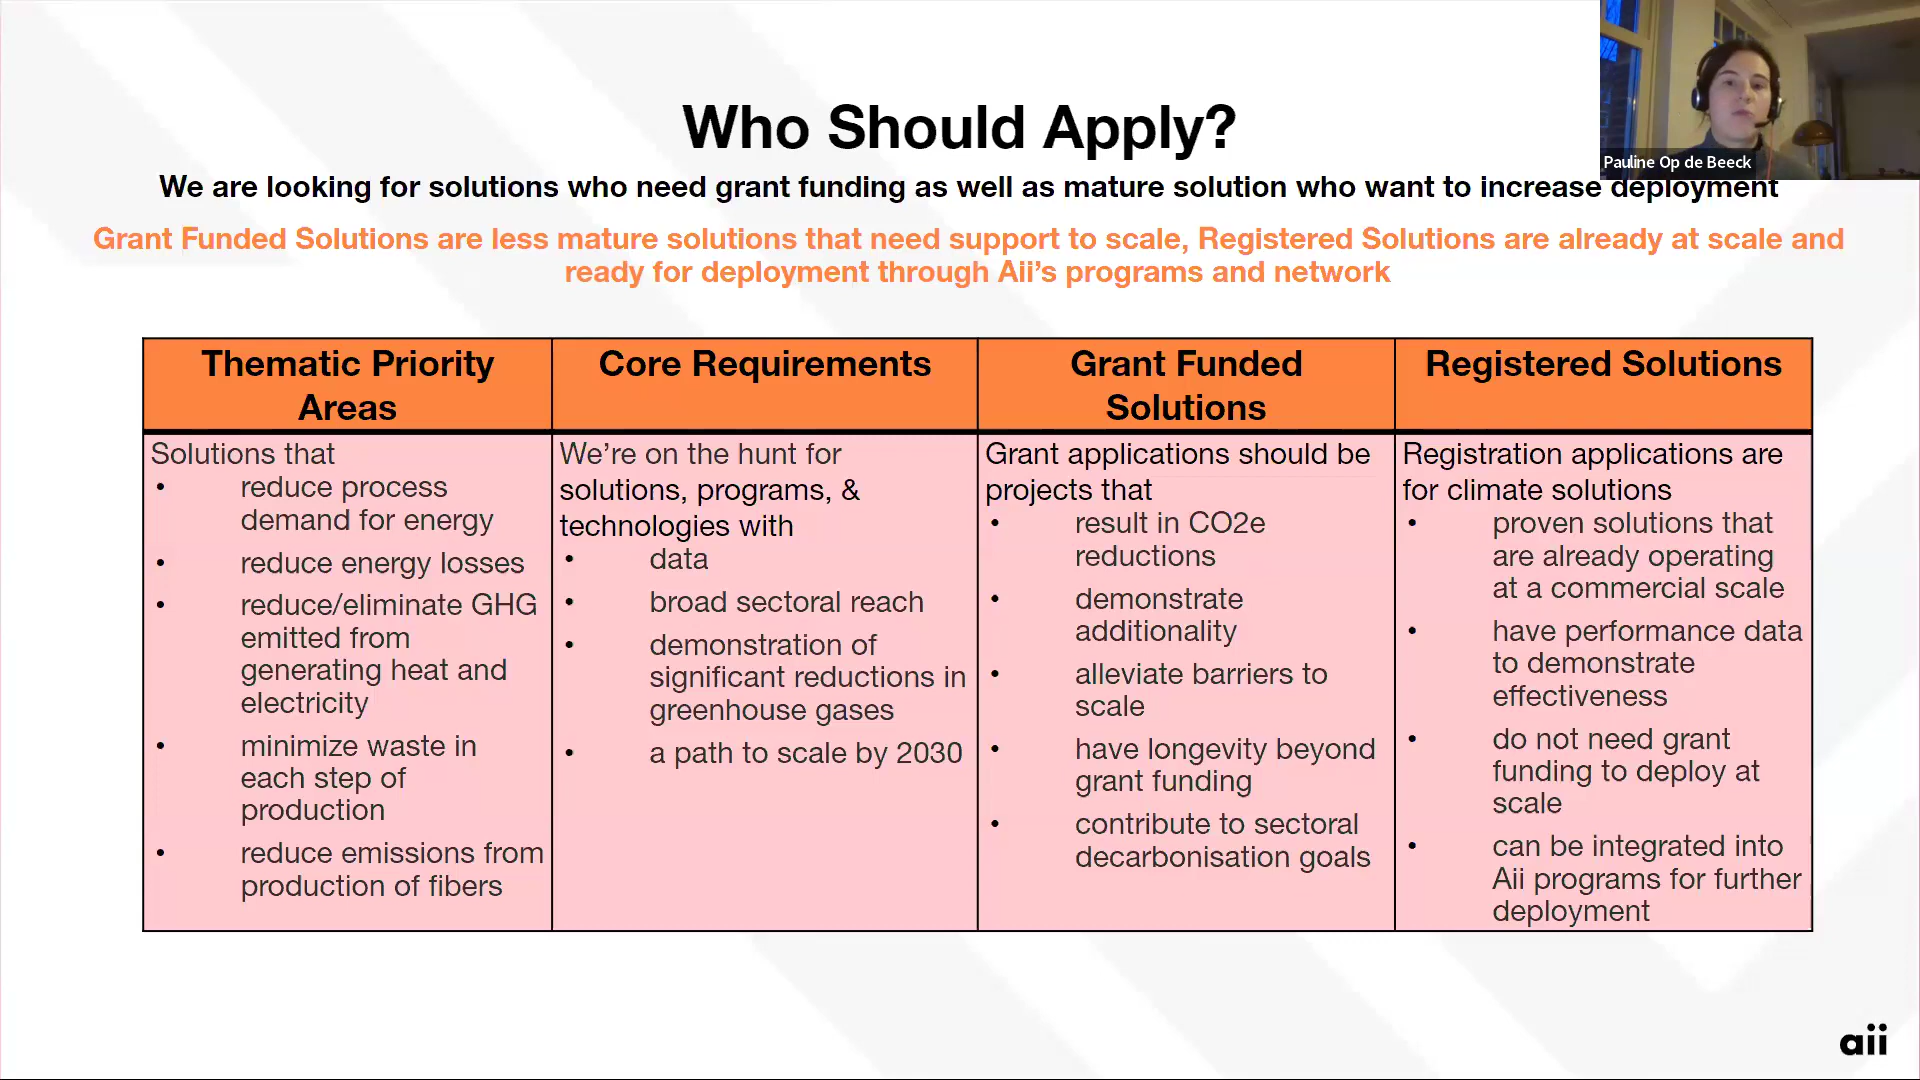 Pauline Op de Beeck
Who Should Apply?
We are looking for solutions who need grant funding as well as mature solution who want to increase deployment
Grant Funded Solutions are less mature solutions that need support to scale, Registered Solutions are already at scale and
ready for deployment through Aii’s programs and network
Thematic Priority
Areas
Solutions that
• reduce process
demand for energy
• reduce energy losses
• reduce/eliminate GHG
emitted from
generating heat and
electricity
• minimize waste in
each step of
production
• reduce emissions from
production of fibers
Core Requirements
We’re on the hunt for
solutions, programs, &
technologies with
• data
• broad sectoral reach
• demonstration of
significant reductions in
greenhouse gases
• a path to scale by 2030
Grant Funded
Solutions
Grant applications should be
projects that
• result in CO2e
reductions
• demonstrate
additionality
• alleviate barriers to
scale
• have longevity beyond
grant funding
• contribute to sectoral
decarbonisation goals
Registered Solutions
Registration applications are
for climate solutions
• proven solutions that
are already operating
at a commercial scale
• have performance data
to demonstrate
effectiveness
• do not need grant
funding to deploy at
scale
• can be integrated into
Aii programs for further
deployment
aii